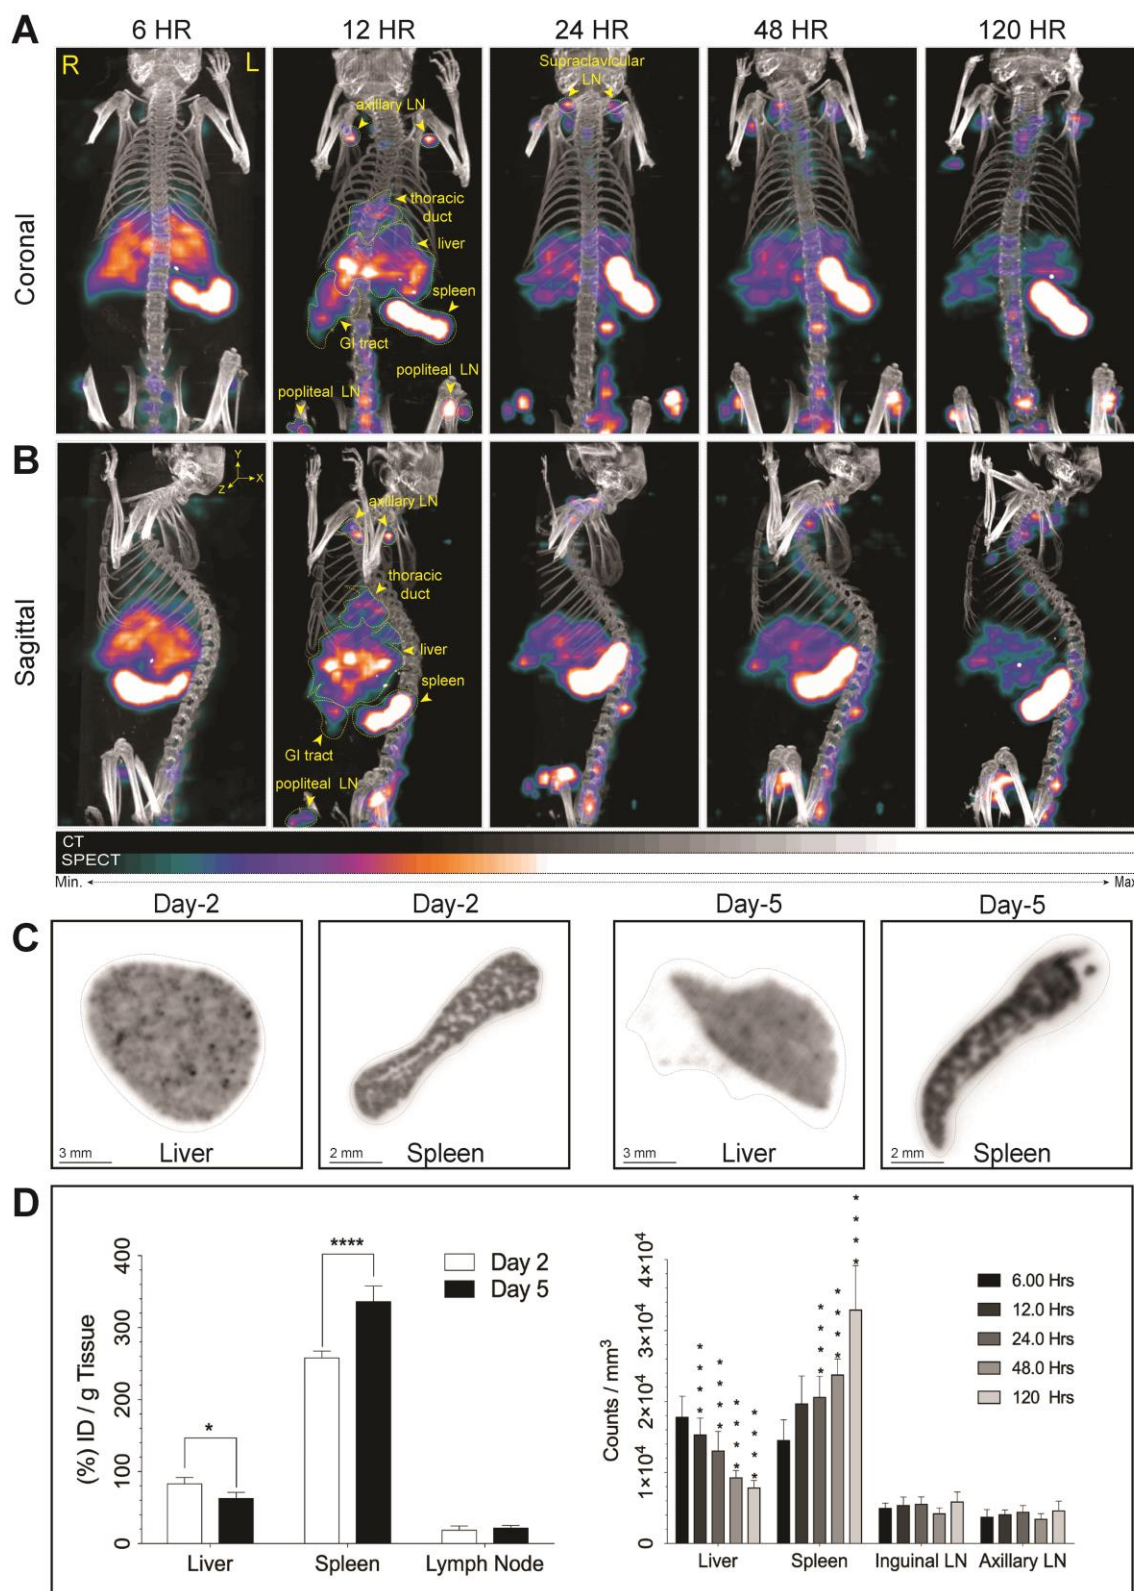 A
6 HR 12 HR 24 HR 48 HR 120 HR
R L
Supraclavicular
LN
axillary LN
thoracic
duct
liver
spleen
GI tract
popliteal LN
popliteal LN
Coronal
B
Y
X
Z
axillary LN
thoracic
duct
liver
spleen
GI tract
popliteal LN
Sagittal
CT
SPECT
Min. Max
C
Day-2 Day-2 Day-5 Day-5
3 mm Liver
2 mm Spleen
3 mm Liver
2 mm Spleen
D
(%) ID / g Tissue
400
300
200
100
0
* ****
Day 2
Day 5
Liver Spleen Lymph Node
Counts / mm³
4×10⁴
3×10⁴
2×10⁴
1×10⁴
0
**** **** **** ****
**** **** ****
6.00 Hrs
12.0 Hrs
24.0 Hrs
48.0 Hrs
120 Hrs
Liver Spleen Inguinal LN Axillary LN